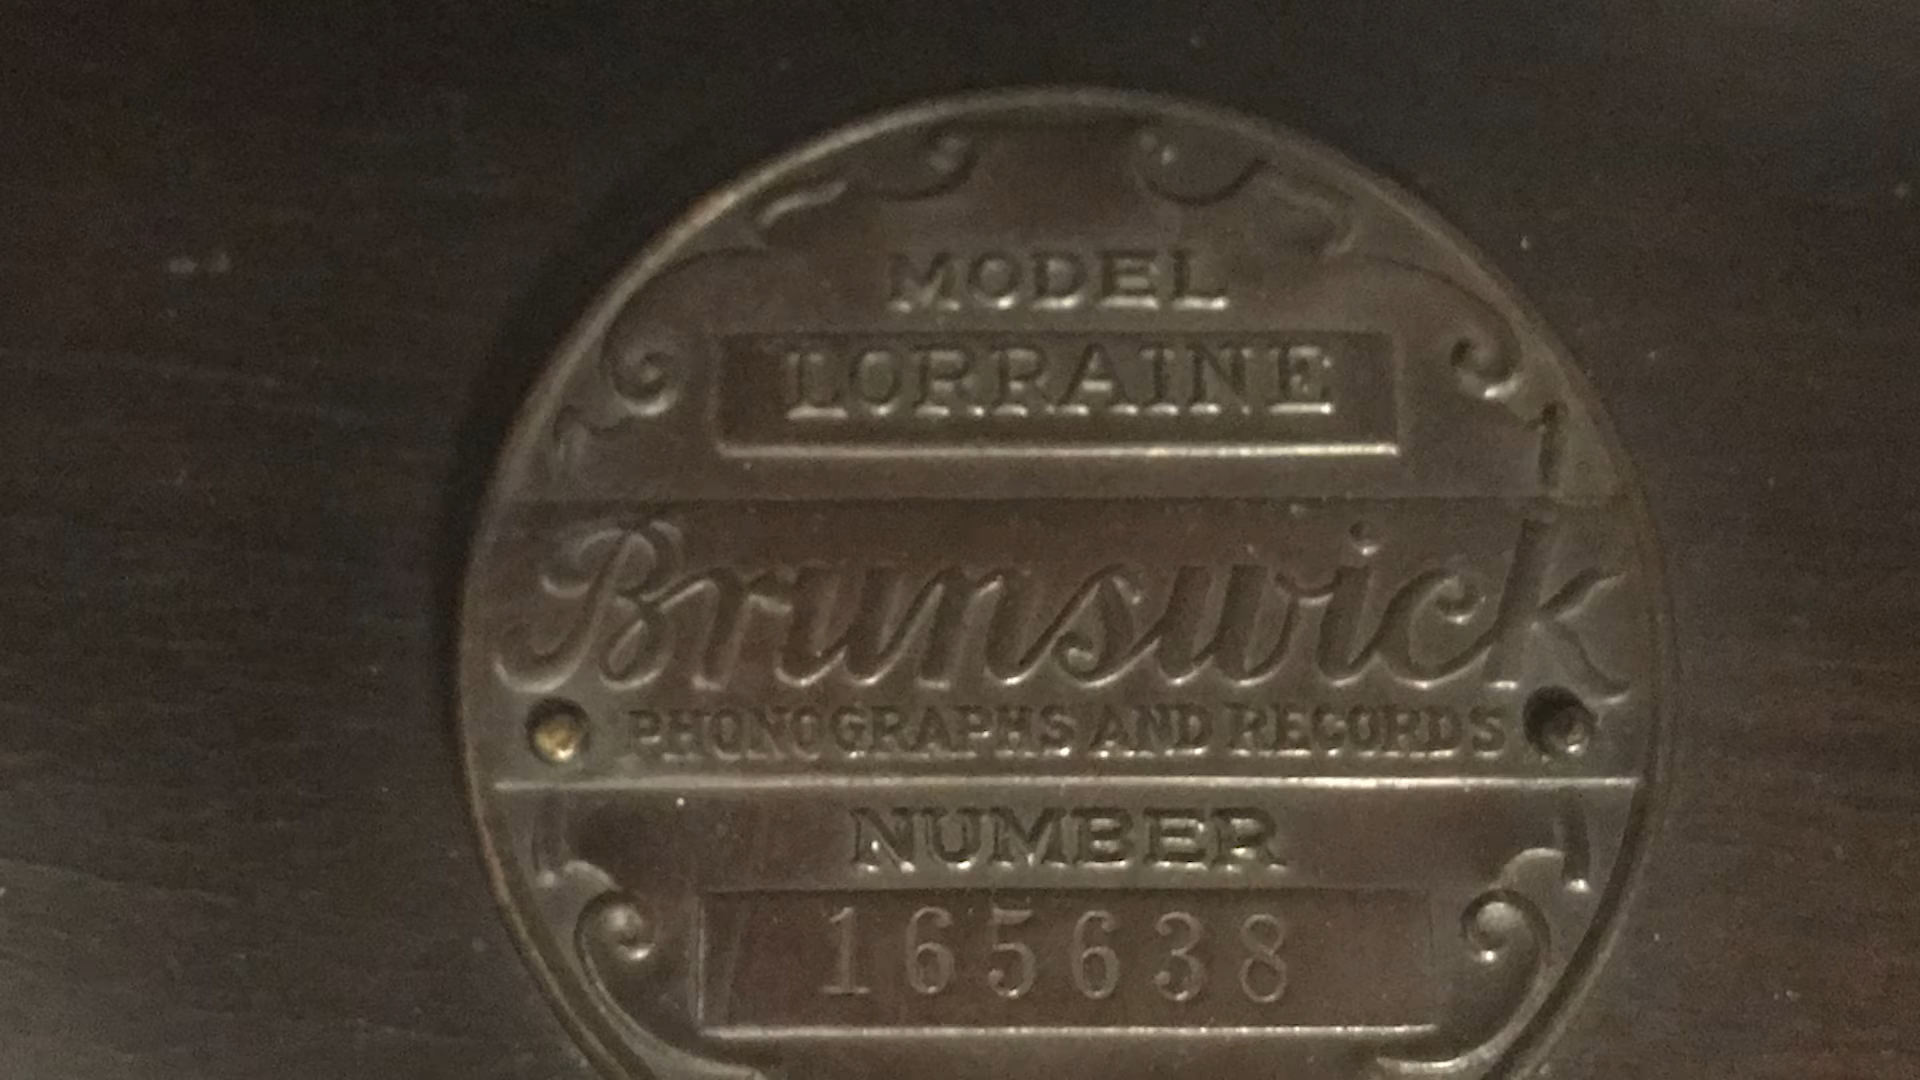 MODEL
LORRAINE
Brunswick
PHONOGRAPHS AND RECORDS
NUMBER
165638